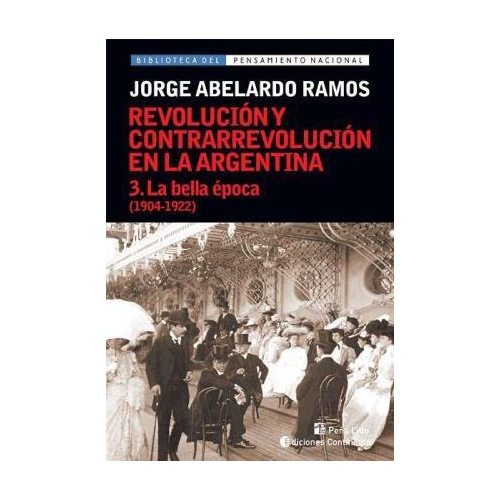 BIBLIOTECA DEL PENSAMIENTO NACIONAL
JORGE ABELARDO RAMOS
REVOLUCIÓN Y
CONTRARREVOLUCIÓN
EN LA ARGENTINA
3. La bella época
(1904-1922)
Peña Lillo
Ediciones Continente